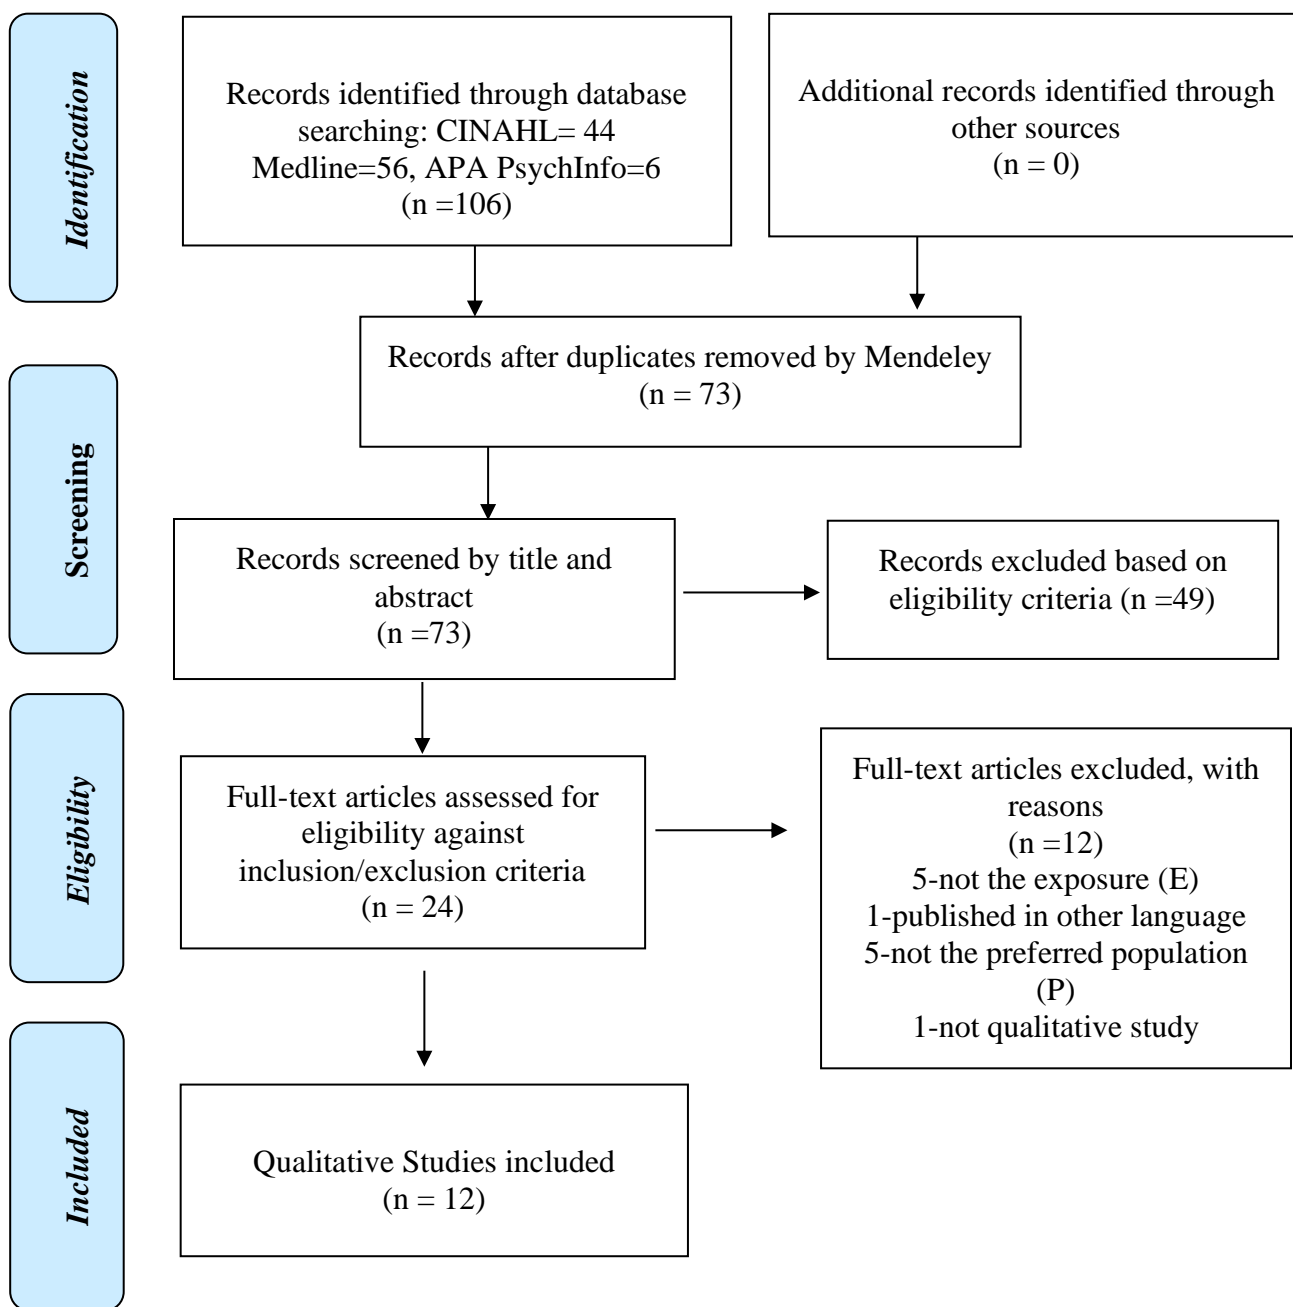 Identification
Records identified through database
searching: CINAHL= 44
Medline=56, APA PsychInfo=6
(n =106)
Additional records identified through
other sources
(n = 0)
Records after duplicates removed by Mendeley
(n = 73)
Screening
Records screened by title and
abstract
(n =73)
Records excluded based on
eligibility criteria (n =49)
Eligibility
Full-text articles assessed for
eligibility against
inclusion/exclusion criteria
(n = 24)
Full-text articles excluded, with
reasons
(n =12)
5-not the exposure (E)
1-published in other language
5-not the preferred population
(P)
1-not qualitative study
Included
Qualitative Studies included
(n = 12)